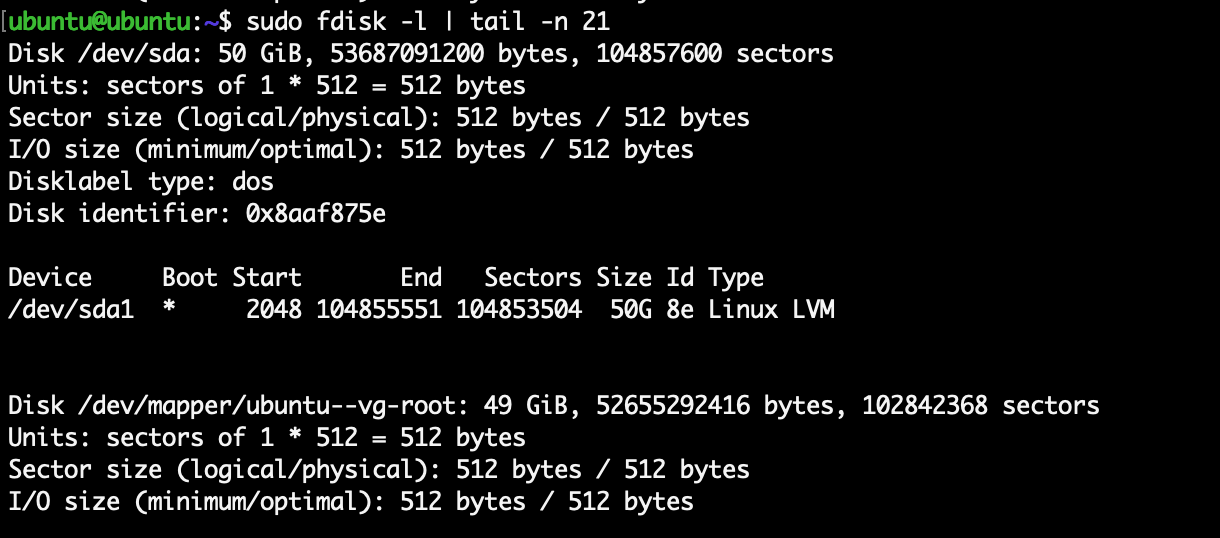 [ubuntu@ubuntu:~$ sudo fdisk -l | tail -n 21
Disk /dev/sda: 50 GiB, 53687091200 bytes, 104857600 sectors
Units: sectors of 1 * 512 = 512 bytes
Sector size (logical/physical): 512 bytes / 512 bytes
I/O size (minimum/optimal): 512 bytes / 512 bytes
Disklabel type: dos
Disk identifier: 0x8aaf875e
Device     Boot Start       End   Sectors Size Id Type
/dev/sda1  *     2048 104855551 104853504  50G 8e Linux LVM
Disk /dev/mapper/ubuntu--vg-root: 49 GiB, 52655292416 bytes, 102842368 sectors
Units: sectors of 1 * 512 = 512 bytes
Sector size (logical/physical): 512 bytes / 512 bytes
I/O size (minimum/optimal): 512 bytes / 512 bytes